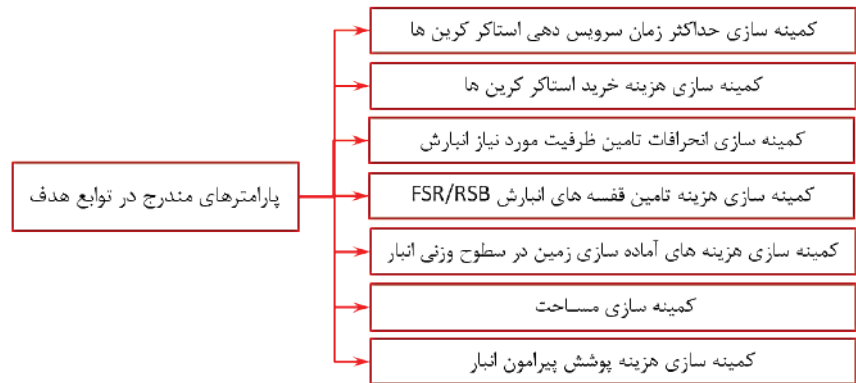 پارامترهای مندرج در توابع هدف
کمینه سازی حداکثر زمان سرویس دهی استاکر کرین ها
کمینه سازی هزینه خرید استاکر کرین ها
کمینه سازی انحرافات تامین ظرفیت مورد نیاز انبارش
کمینه سازی هزینه تامین قفسه های انبارش FSR/RSB
کمینه سازی هزینه های آماده سازی زمین در سطوح وزنی انبار
کمینه سازی مساحت
کمینه سازی هزینه پوشش پیرامون انبار